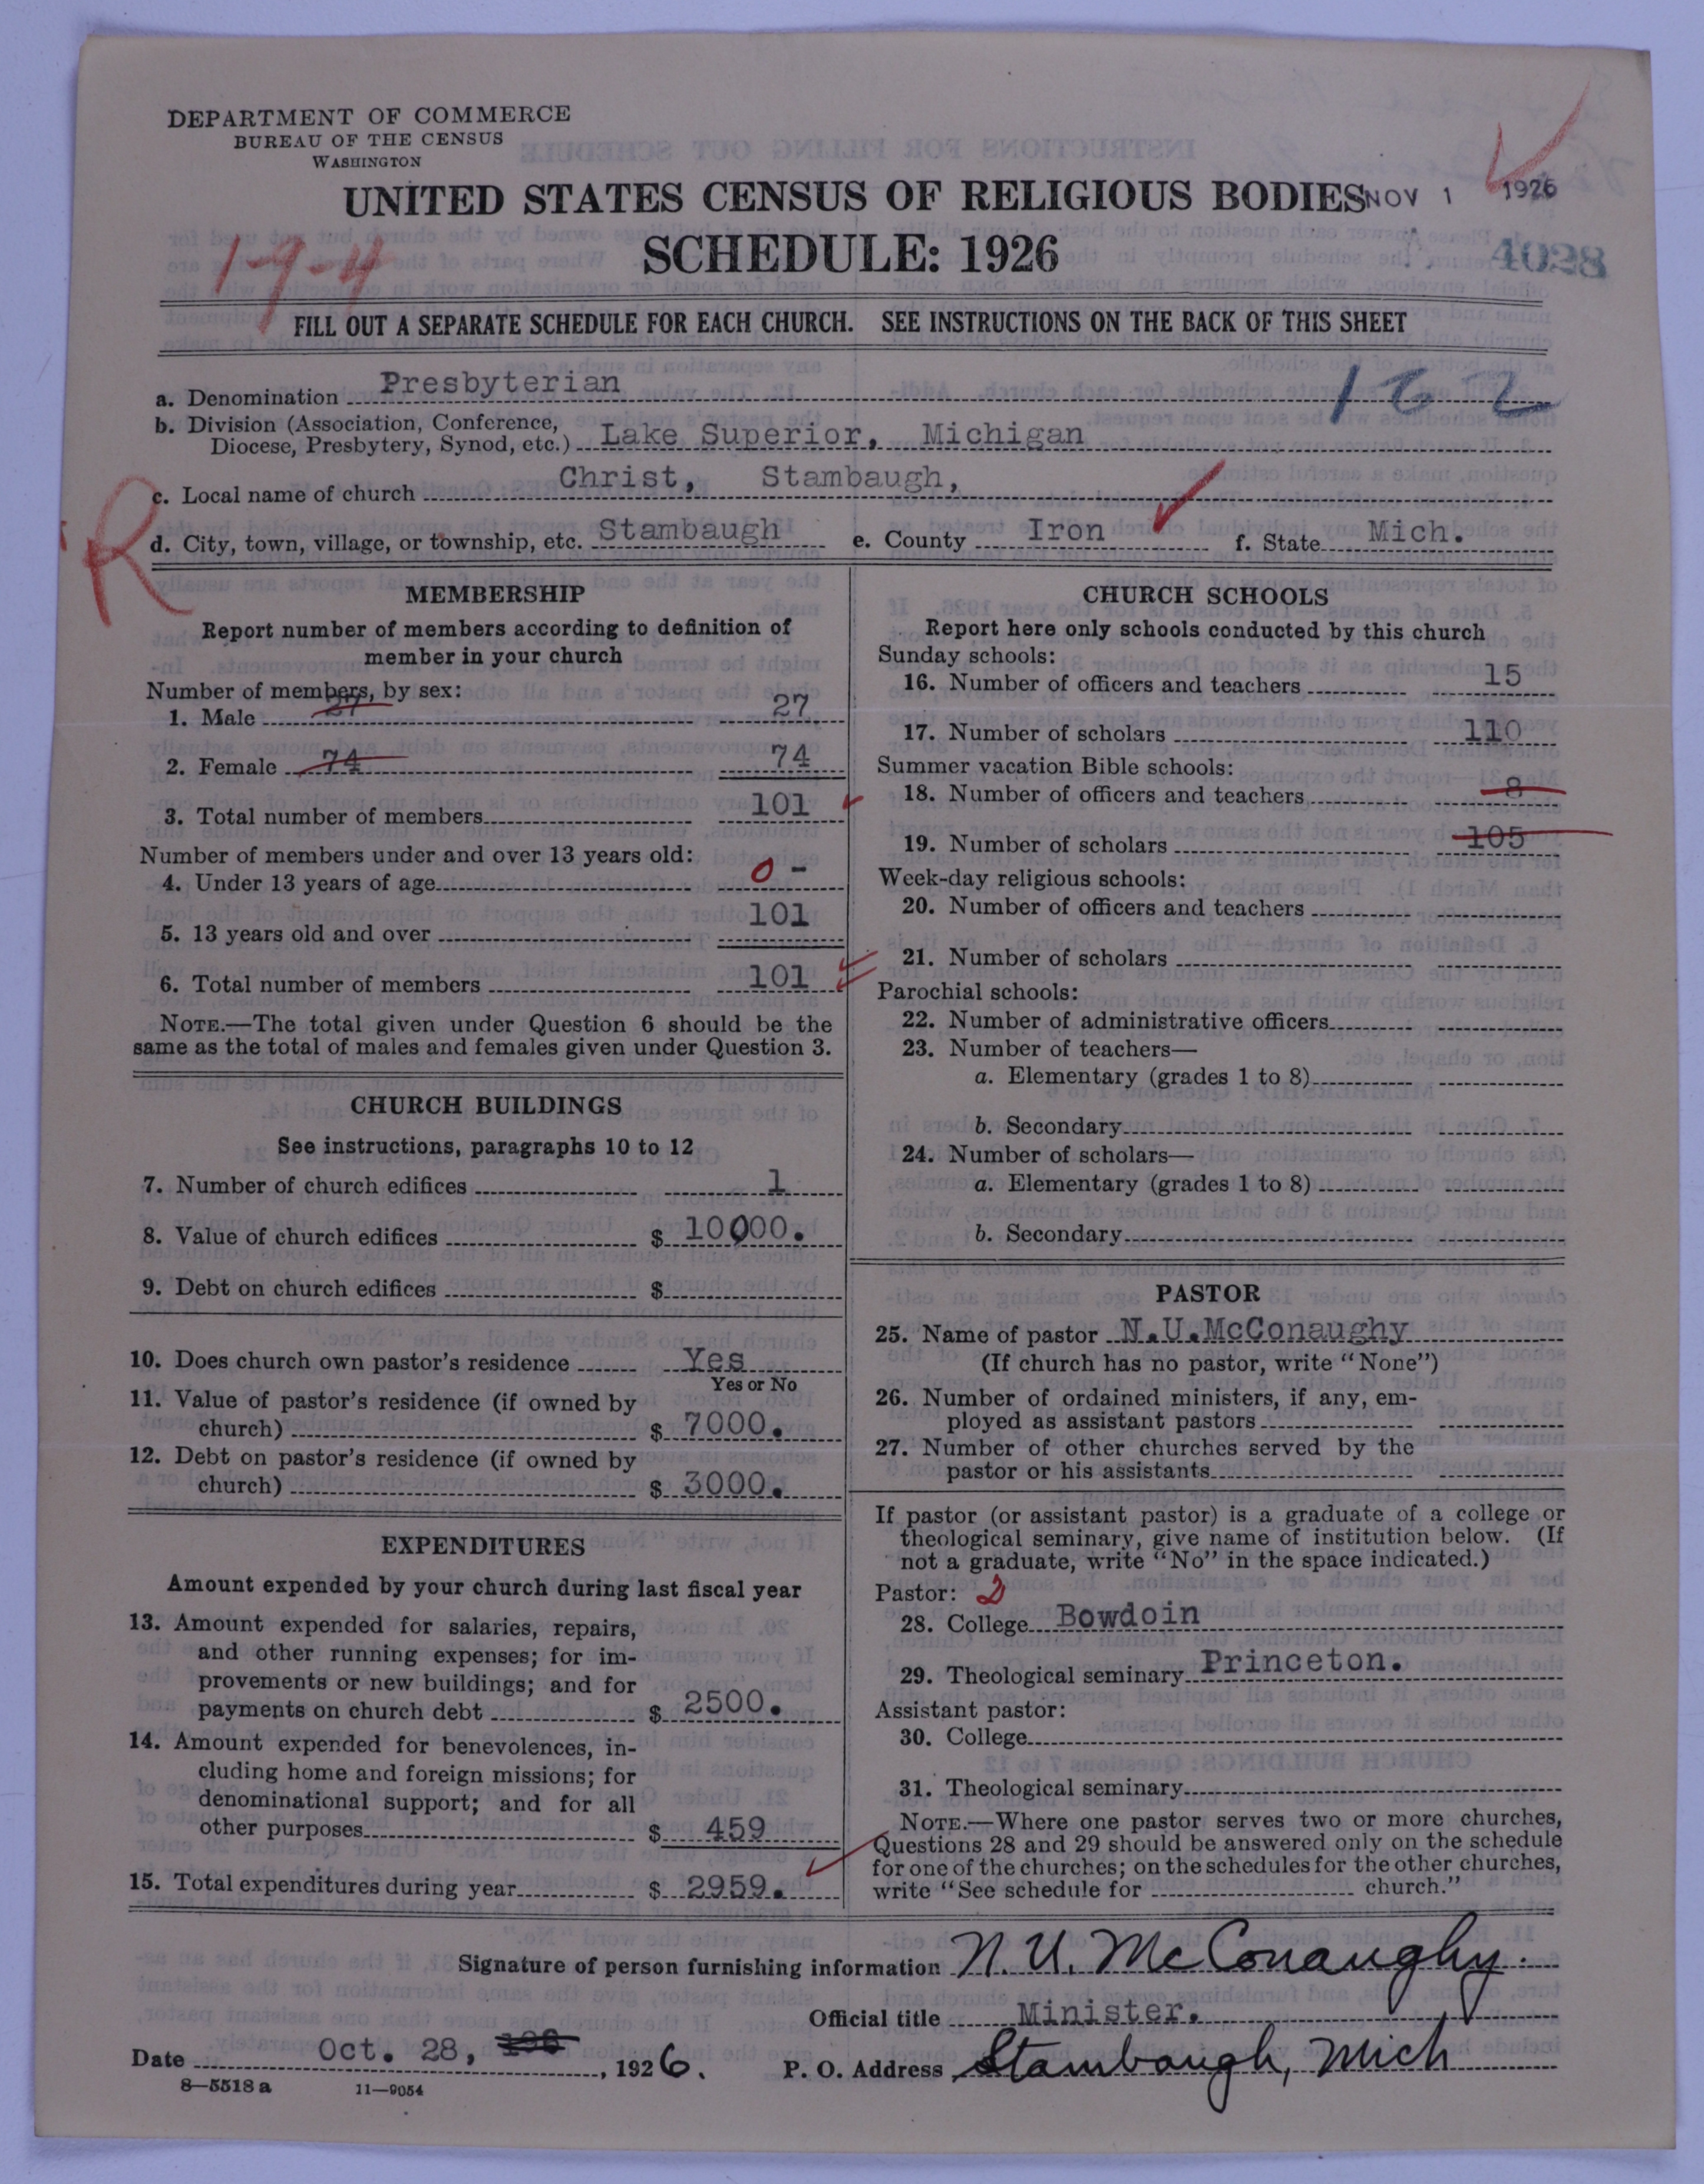 DEPARTMENT OF COMMERCE
BUREAU OF THE CENSUS
WASHINGTON
UNITED STATES CENSUS OF RELIGIOUS BODIES
NOV 1 1926
SCHEDULE: 1926
1-9-4
4028
FILL OUT A SEPARATE SCHEDULE FOR EACH CHURCH. SEE INSTRUCTIONS ON THE BACK OF THIS SHEET
a. Denomination Presbyterian
b. Division (Association, Conference,
Diocese, Presbytery, Synod, etc.) Lake Superior, Michigan
c. Local name of church Christ, Stambaugh,
R
d. City, town, village, or township, etc. Stambaugh e. County Iron f. State Mich.
MEMBERSHIP
Report number of members according to definition of
member in your church
Number of members, by sex:
1. Male 27 27
2. Female 74 74
3. Total number of members 101
Number of members under and over 13 years old:
4. Under 13 years of age 0 -
5. 13 years old and over 101
6. Total number of members 101
NOTE.—The total given under Question 6 should be the
same as the total of males and females given under Question 3.
CHURCH BUILDINGS
See instructions, paragraphs 10 to 12
7. Number of church edifices 1
8. Value of church edifices $ 10000.
9. Debt on church edifices $
10. Does church own pastor's residence Yes
Yes or No
11. Value of pastor's residence (if owned by
church) $ 7000.
12. Debt on pastor's residence (if owned by
church) $ 3000.
EXPENDITURES
Amount expended by your church during last fiscal year
13. Amount expended for salaries, repairs,
and other running expenses; for im-
provements or new buildings; and for
payments on church debt $ 2500.
14. Amount expended for benevolences, in-
cluding home and foreign missions; for
denominational support; and for all
other purposes $ 459
15. Total expenditures during year $ 2959.
CHURCH SCHOOLS
Report here only schools conducted by this church
Sunday schools:
16. Number of officers and teachers 15
17. Number of scholars 110
Summer vacation Bible schools:
18. Number of officers and teachers 8
19. Number of scholars 105
Week-day religious schools:
20. Number of officers and teachers
21. Number of scholars
Parochial schools:
22. Number of administrative officers
23. Number of teachers—
a. Elementary (grades 1 to 8)
b. Secondary
24. Number of scholars—
a. Elementary (grades 1 to 8)
b. Secondary
PASTOR
25. Name of pastor N.U.McConaughy
(If church has no pastor, write "None")
26. Number of ordained ministers, if any, em-
ployed as assistant pastors
27. Number of other churches served by the
pastor or his assistants
If pastor (or assistant pastor) is a graduate of a college or
theological seminary, give name of institution below. (If
not a graduate, write "No" in the space indicated.)
Pastor: 2
28. College Bowdoin
29. Theological seminary Princeton.
Assistant pastor:
30. College
31. Theological seminary
NOTE.—Where one pastor serves two or more churches,
Questions 28 and 29 should be answered only on the schedule
for one of the churches; on the schedules for the other churches,
write "See schedule for church."
Signature of person furnishing information N. U. McConaughy.
Official title Minister.
Date Oct. 28, 1926. P. O. Address Stambaugh, Mich
8—5518 a 11—9054